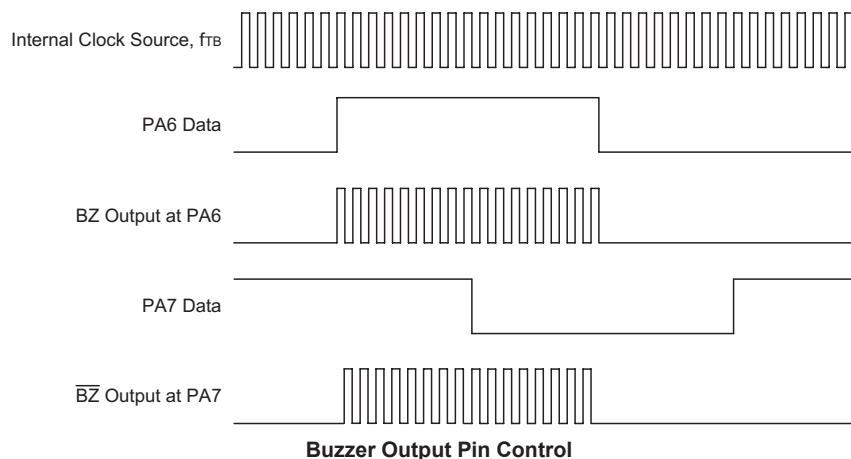 Internal Clock Source, fTB
PA6 Data
BZ Output at PA6
PA7 Data
B̅Z̅ Output at PA7
Buzzer Output Pin Control